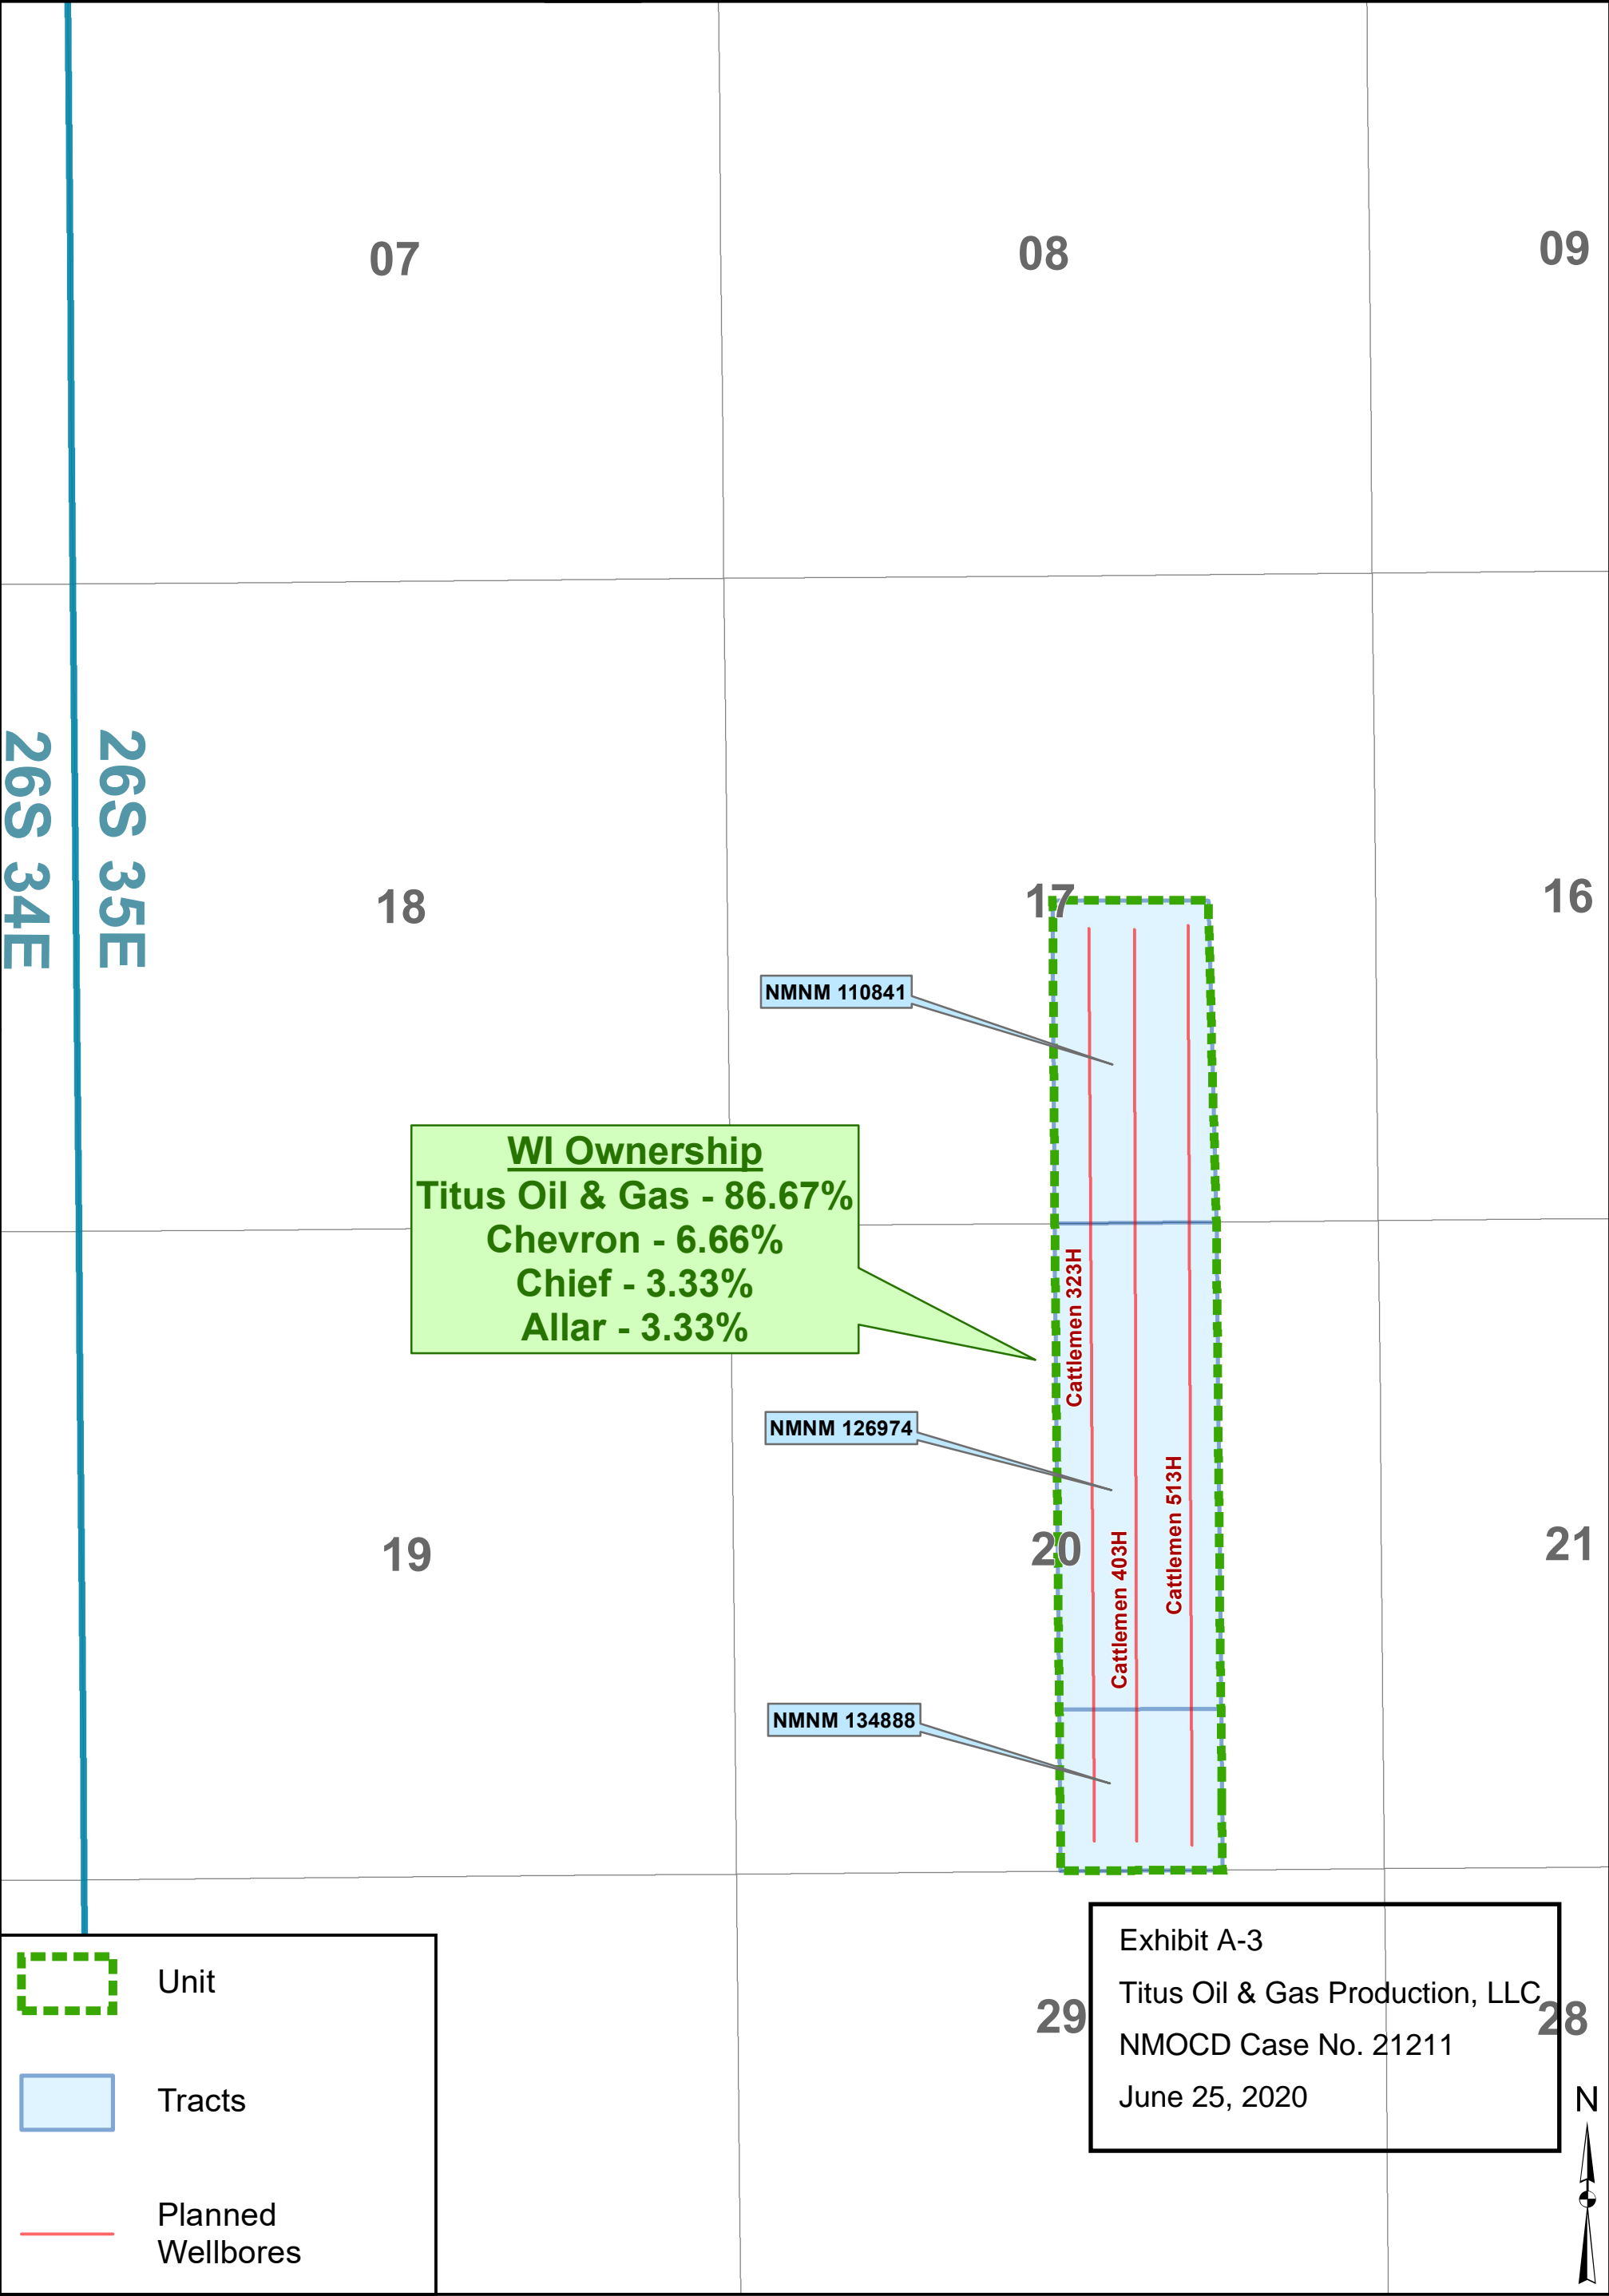 07
08
09
26S 34E
26S 35E
18
17
16
NMNM 110841
WI Ownership
Titus Oil & Gas - 86.67%
Chevron - 6.66%
Chief - 3.33%
Allar - 3.33%
Cattlemen 323H
NMNM 126974
Cattlemen 513H
Cattlemen 403H
19
20
21
NMNM 134888
Exhibit A-3
Titus Oil & Gas Production, LLC
NMOCD Case No. 21211
June 25, 2020
29
28
N
Unit
Tracts
Planned
Wellbores